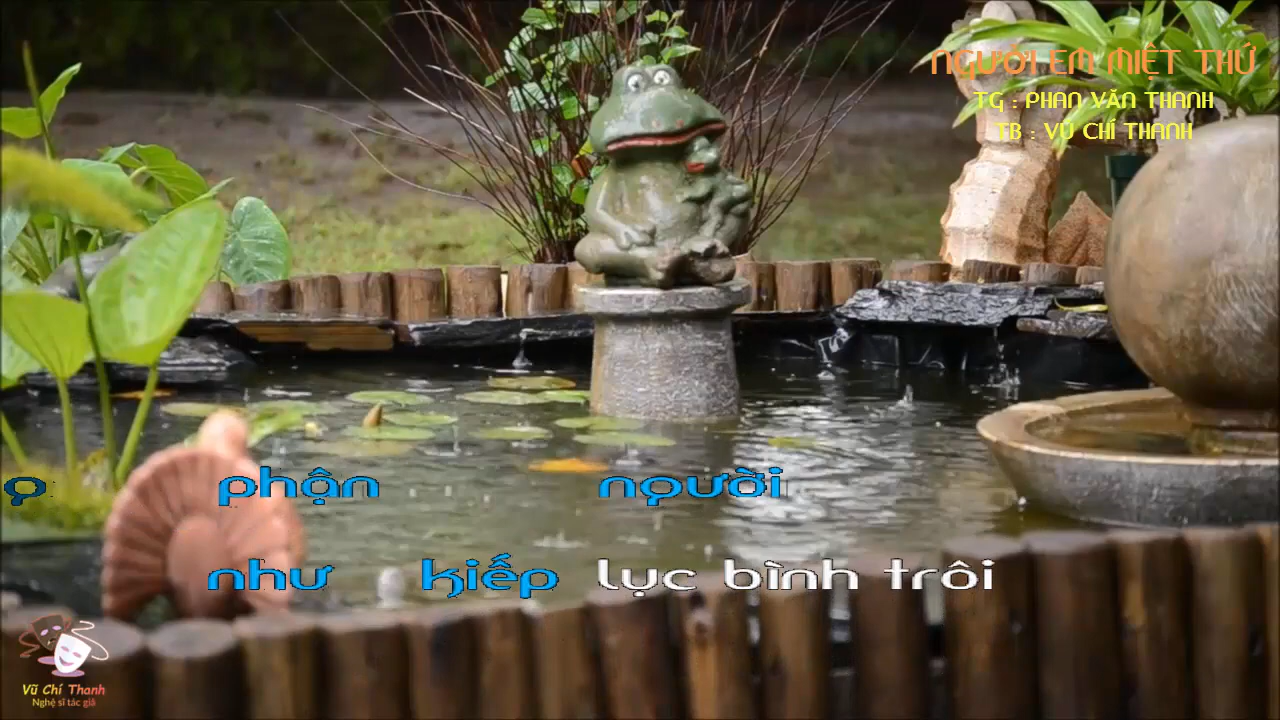 NGƯỜI EM MIỆT THỨ
TG : PHAN VĂN THANH
TB : VŨ CHÍ THANH
phận người
như kiếp lục bình trôi
Vũ Chí Thanh
Nghệ sĩ tác giả